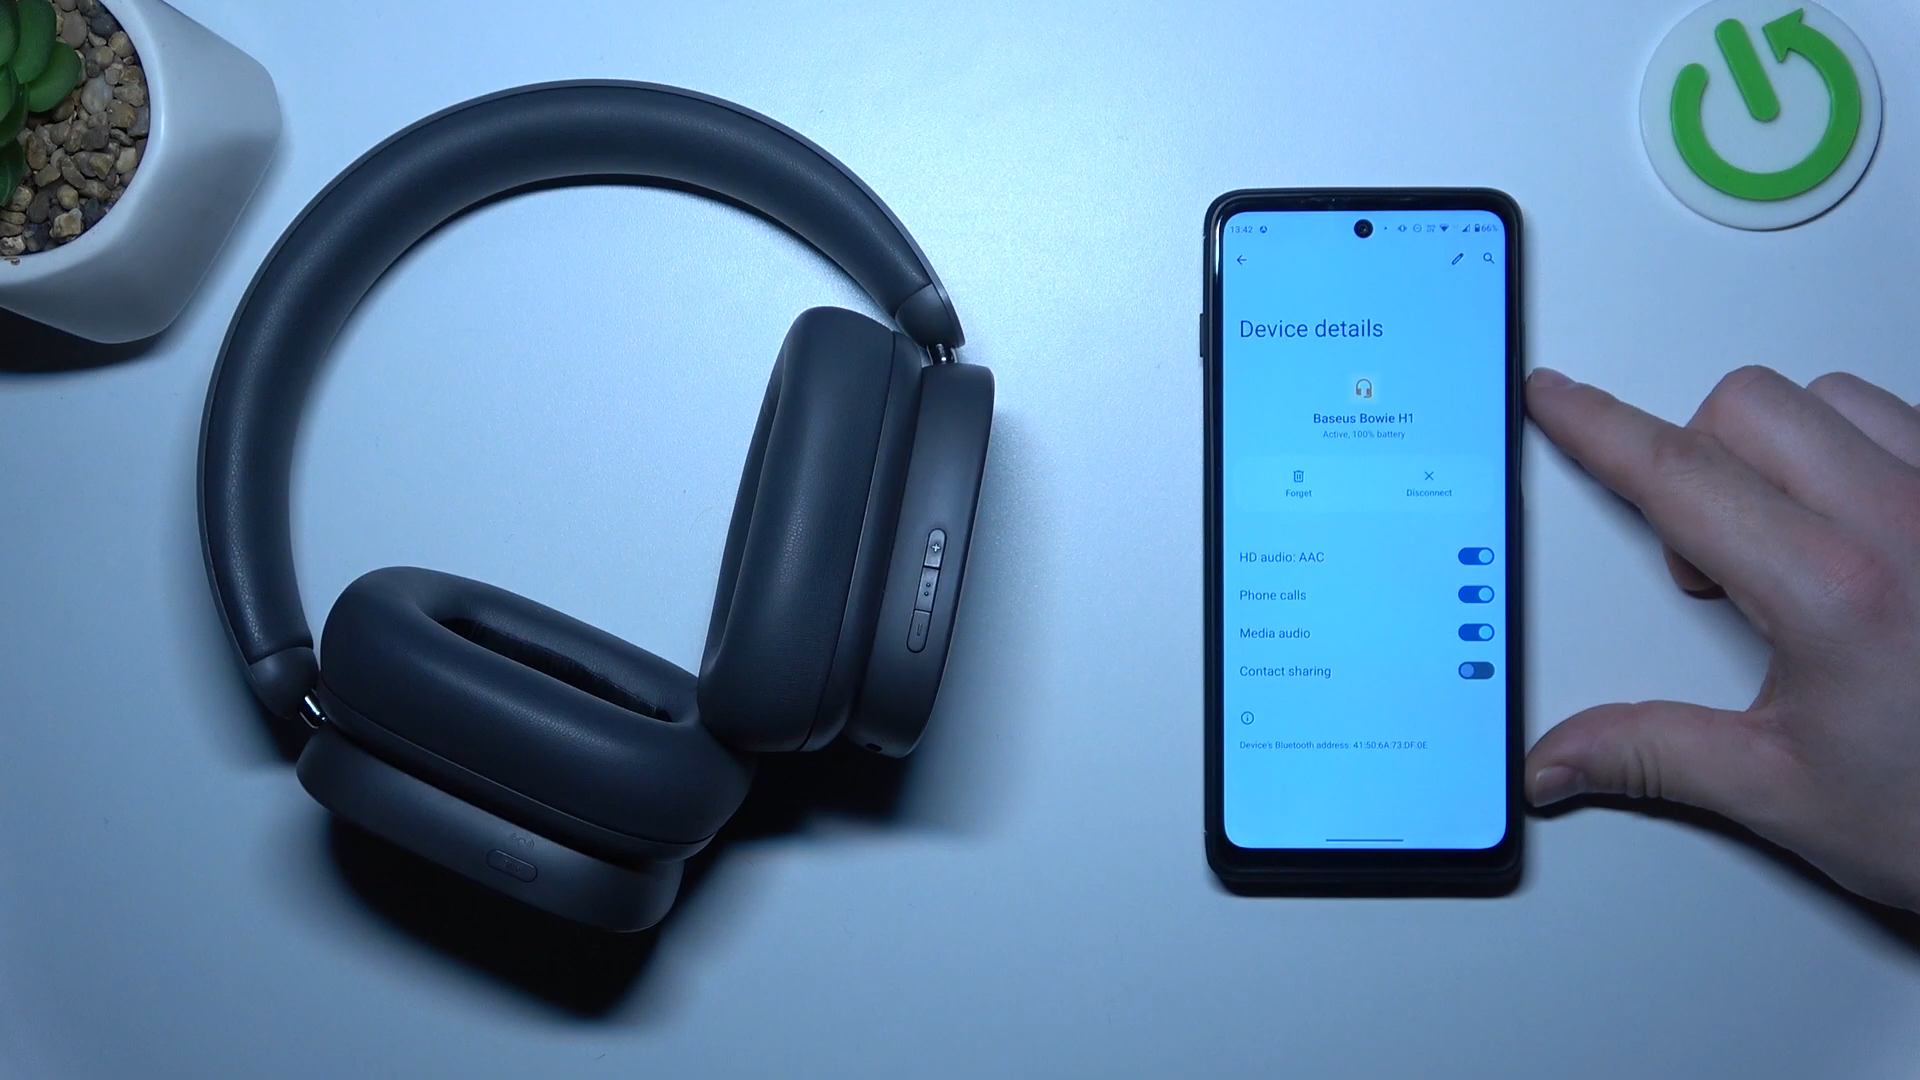 13:42
66%
Device details
Baseus Bowie H1
Active, 100% battery
Forget
Disconnect
HD audio: AAC
Phone calls
Media audio
Contact sharing
Device's Bluetooth address: 41:50:6A:73:DF:0E